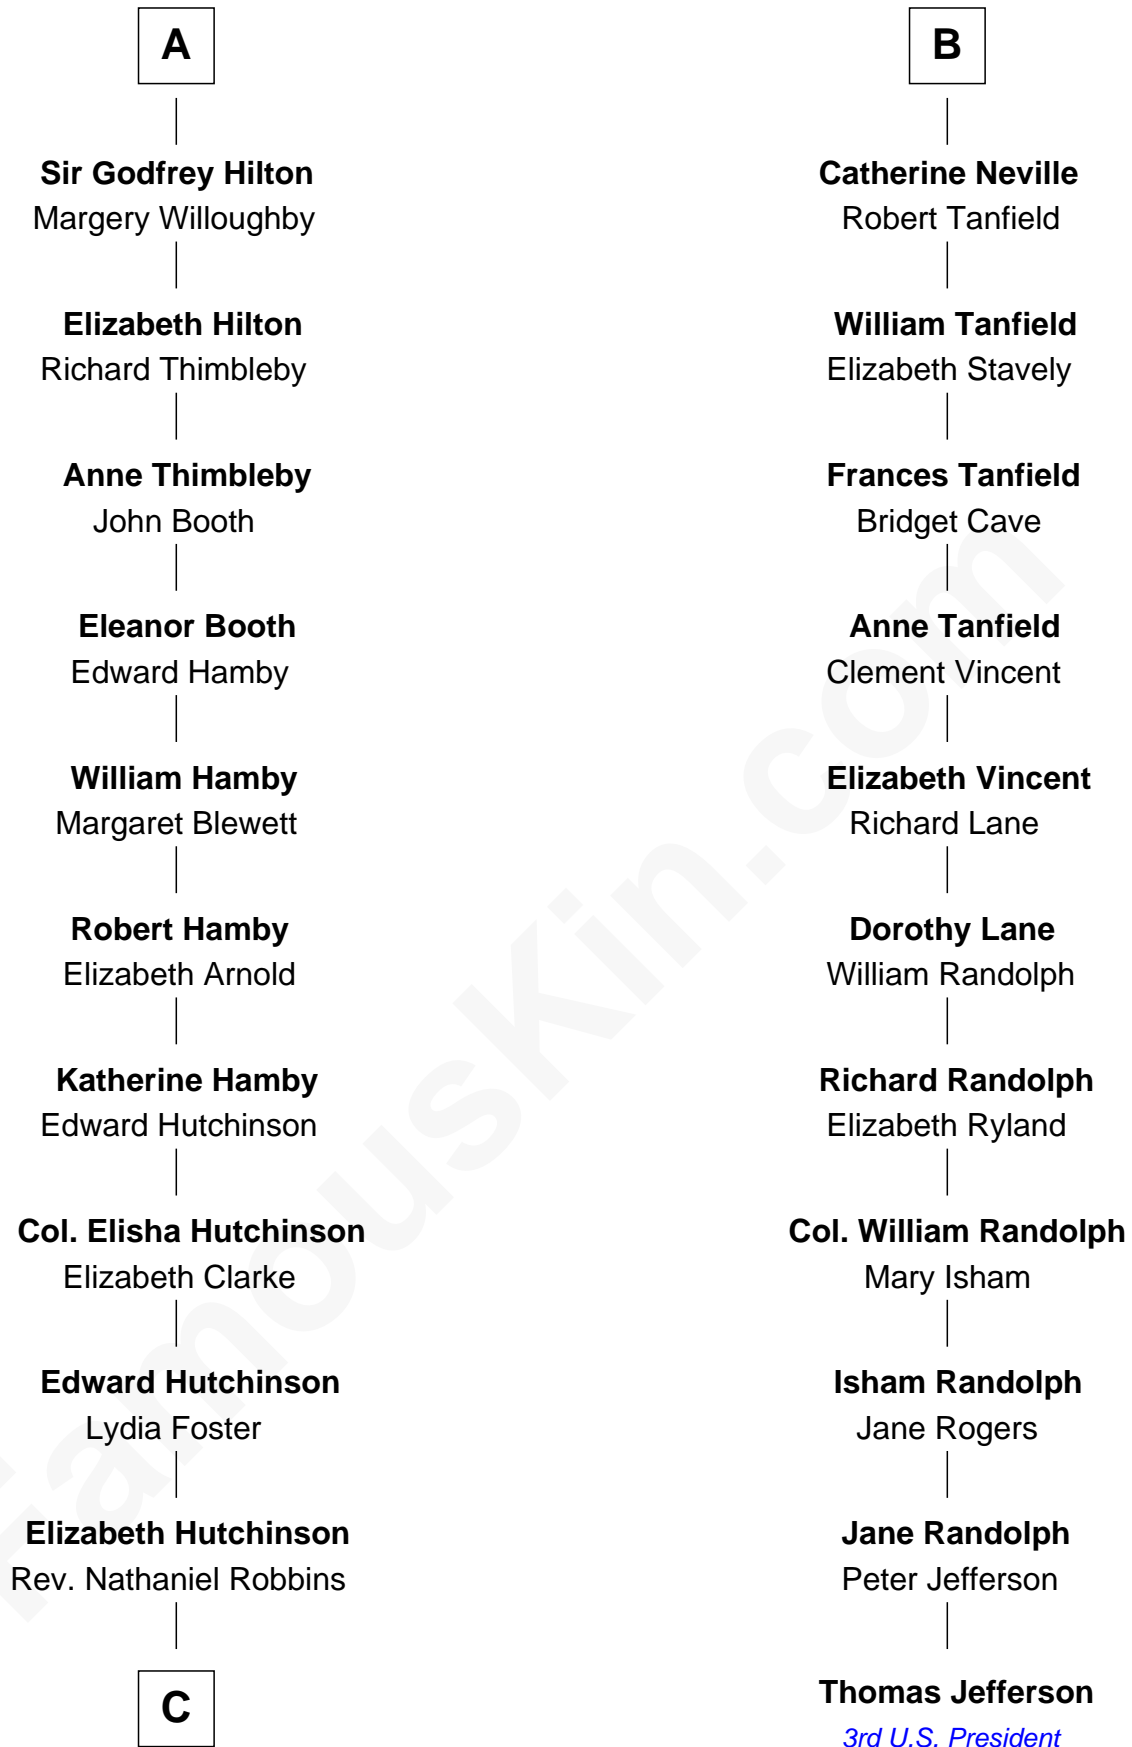 A
Sir Godfrey Hilton
Margery Willoughby
Elizabeth Hilton
Richard Thimbleby
Anne Thimbleby
John Booth
Eleanor Booth
Edward Hamby
William Hamby
Margaret Blewett
Robert Hamby
Elizabeth Arnold
Katherine Hamby
Edward Hutchinson
Col. Elisha Hutchinson
Elizabeth Clarke
Edward Hutchinson
Lydia Foster
Elizabeth Hutchinson
Rev. Nathaniel Robbins
C
B
Catherine Neville
Robert Tanfield
William Tanfield
Elizabeth Stavely
Frances Tanfield
Bridget Cave
Anne Tanfield
Clement Vincent
Elizabeth Vincent
Richard Lane
Dorothy Lane
William Randolph
Richard Randolph
Elizabeth Ryland
Col. William Randolph
Mary Isham
Isham Randolph
Jane Rogers
Jane Randolph
Peter Jefferson
Thomas Jefferson
3rd U.S. President
FamousKin.com